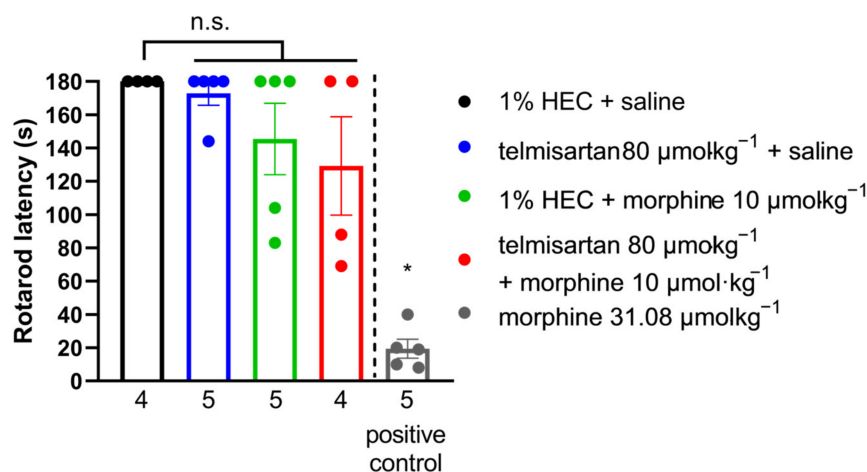 n.s.
Rotarod latency (s)
180
160
140
120
100
80
60
40
20
0
*
4
5
5
4
5
positive
control
1% HEC + saline
telmisartan80 µmolkg⁻¹ + saline
1% HEC + morphine 10 µmolkg⁻¹
telmisartan 80 µmolkg⁻¹
+ morphine 10 µmol·kg⁻¹
morphine 31.08 µmolkg⁻¹